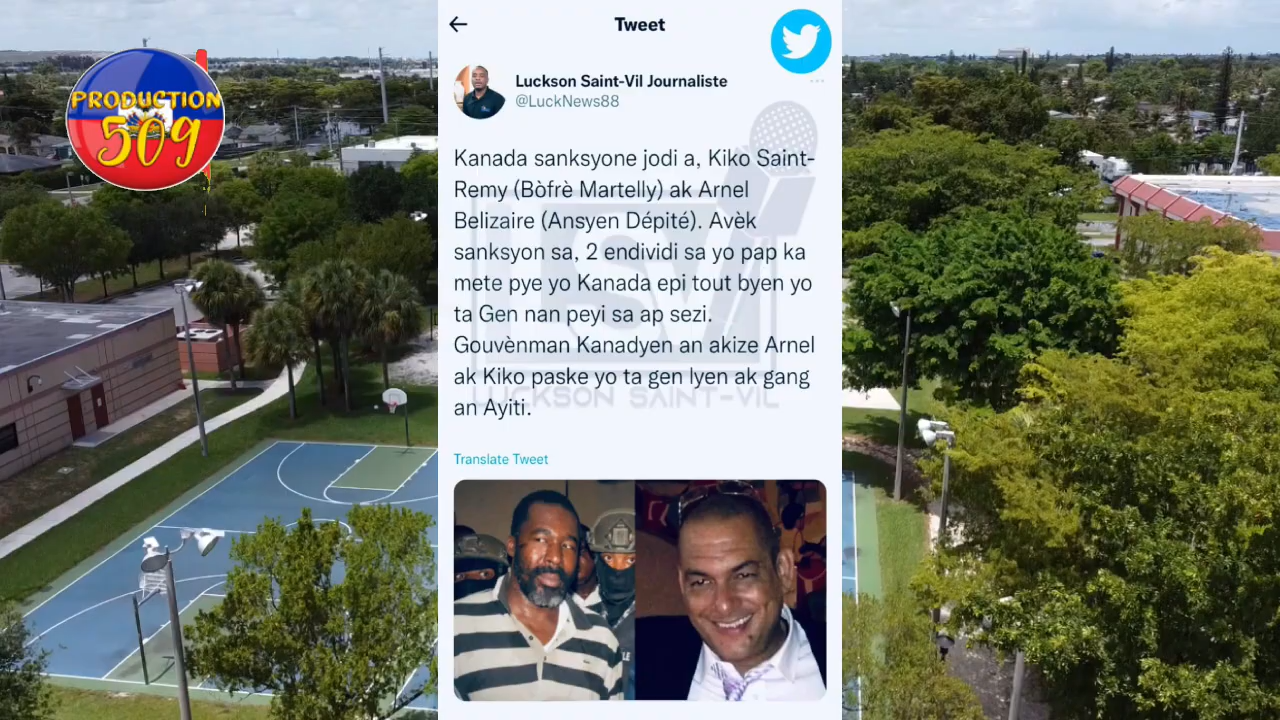 PRODUCTION
509
Tweet
Luckson Saint-Vil Journaliste
@LuckNews88
Kanada sanksyone jodi a, Kiko Saint-
Remy (Bòfrè Martelly) ak Arnel
Belizaire (Ansyen Dépité). Avèk
sanksyon sa, 2 endividi sa yo pap ka
mete pye yo Kanada epi tout byen yo
ta Gen nan peyi sa ap sezi.
Gouvènman Kanadyen an akize Arnel
ak Kiko paske yo ta gen lyen ak gang
an Ayiti.
LSV
LUCKSON SAINT-VIL
Translate Tweet